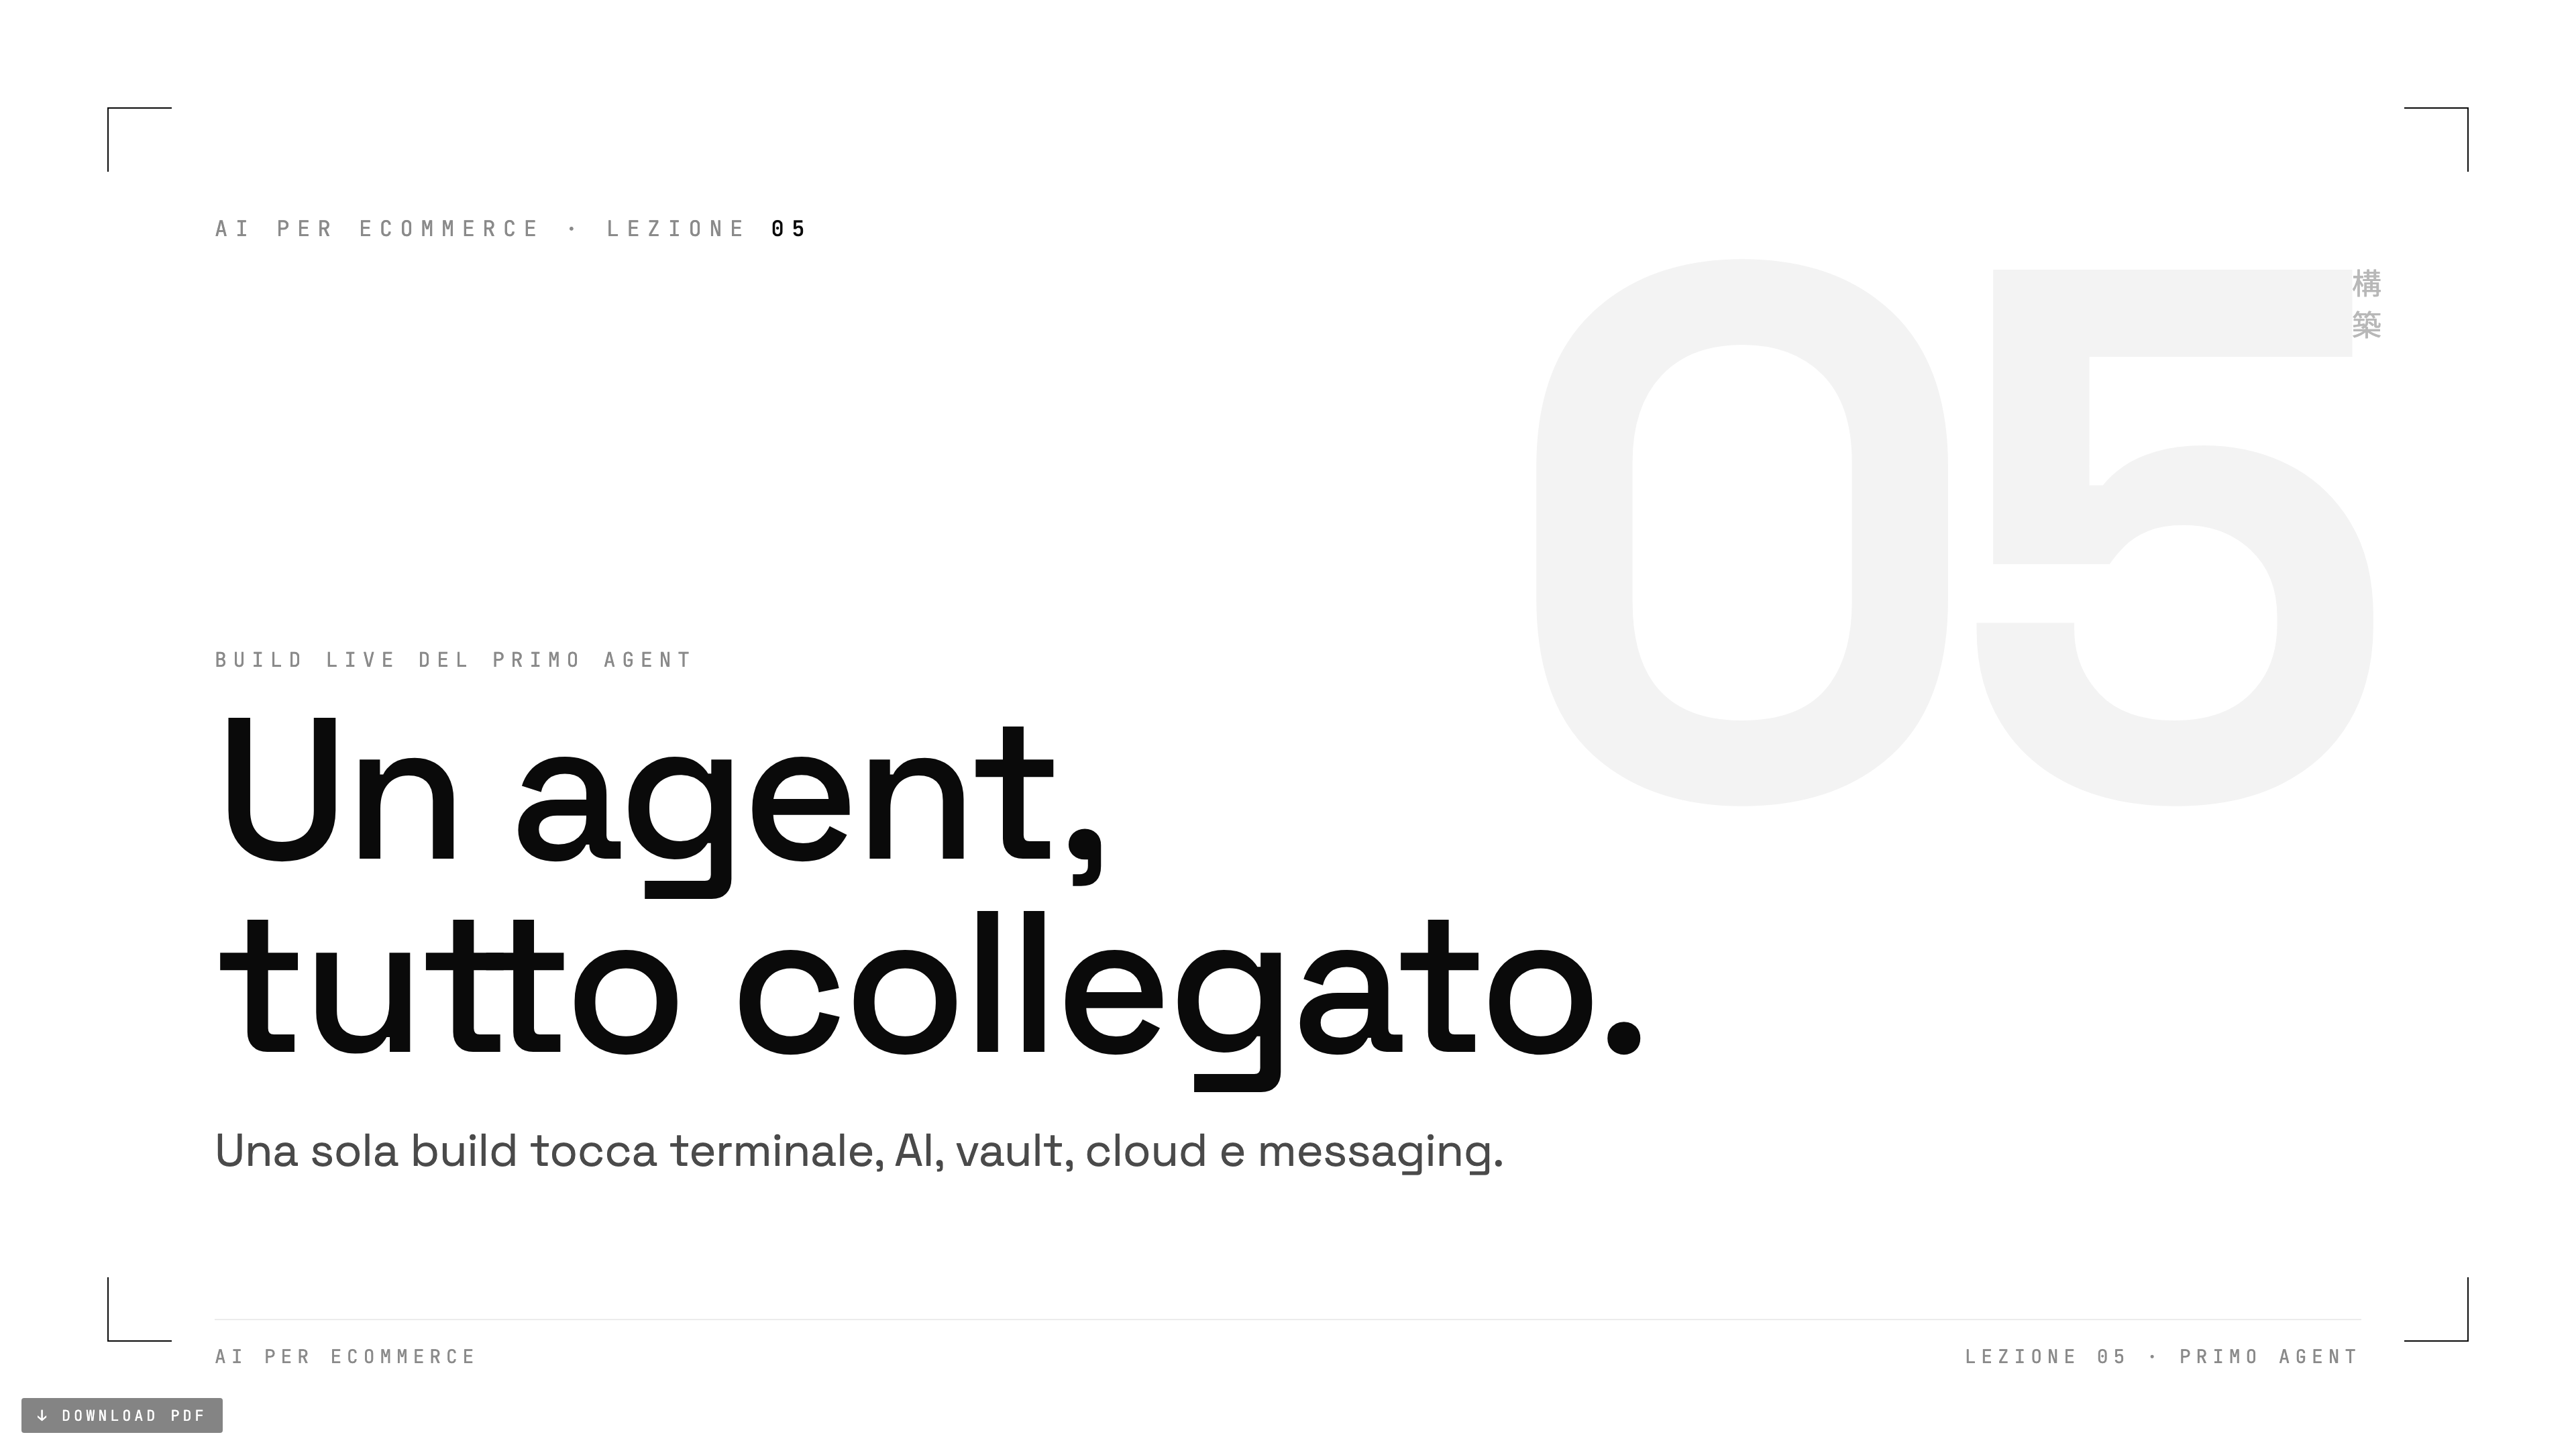 AI PER ECOMMERCE · LEZIONE 05
05
構築
BUILD LIVE DEL PRIMO AGENT
Un agent,
tutto collegato.
Una sola build tocca terminale, AI, vault, cloud e messaging.
AI PER ECOMMERCE
LEZIONE 05 · PRIMO AGENT
↓ DOWNLOAD PDF